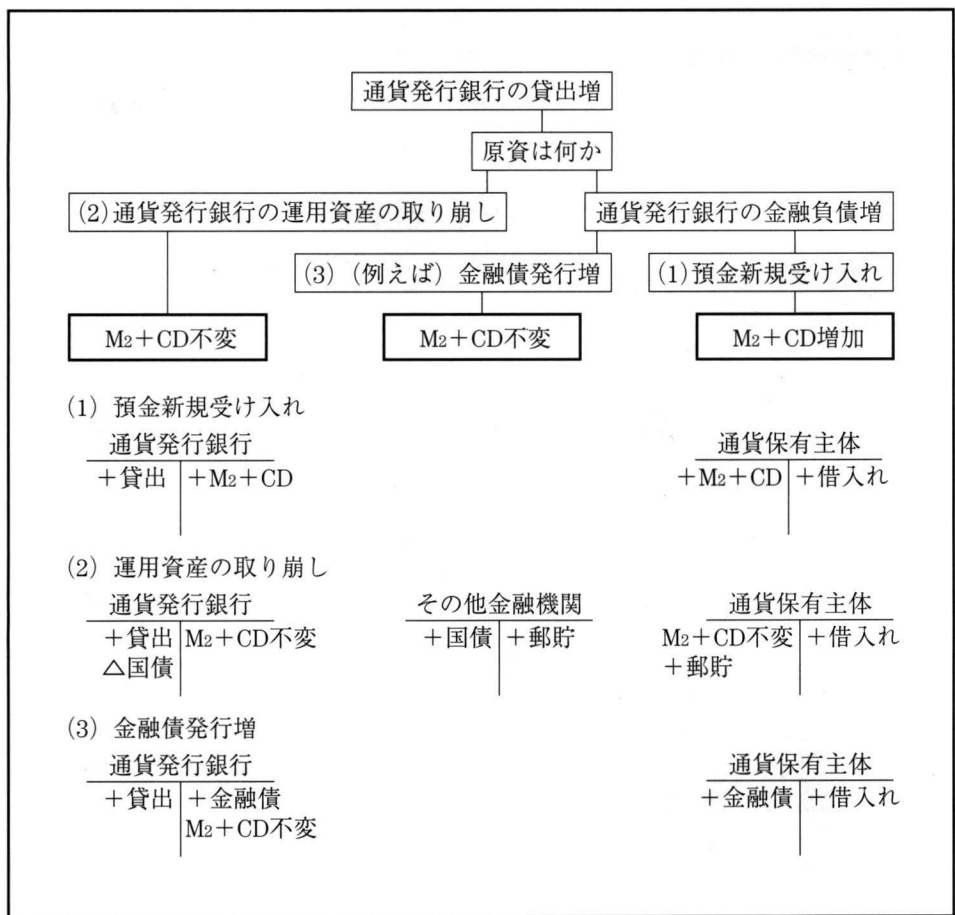 通貨発行銀行の貸出増
原資は何か
(2)通貨発行銀行の運用資産の取り崩し
通貨発行銀行の金融負債増
(3) (例えば) 金融債発行増
(1)預金新規受け入れ
M2＋CD不変
M2＋CD不変
M2＋CD増加
(1) 預金新規受け入れ
通貨発行銀行
通貨保有主体
＋貸出
＋M2＋CD
＋M2＋CD
＋借入れ
(2) 運用資産の取り崩し
通貨発行銀行
その他金融機関
通貨保有主体
＋貸出
M2＋CD不変
＋国債
＋郵貯
M2＋CD不変
＋借入れ
△国債
＋郵貯
(3) 金融債発行増
通貨発行銀行
通貨保有主体
＋貸出
＋金融債
＋金融債
＋借入れ
M2＋CD不変